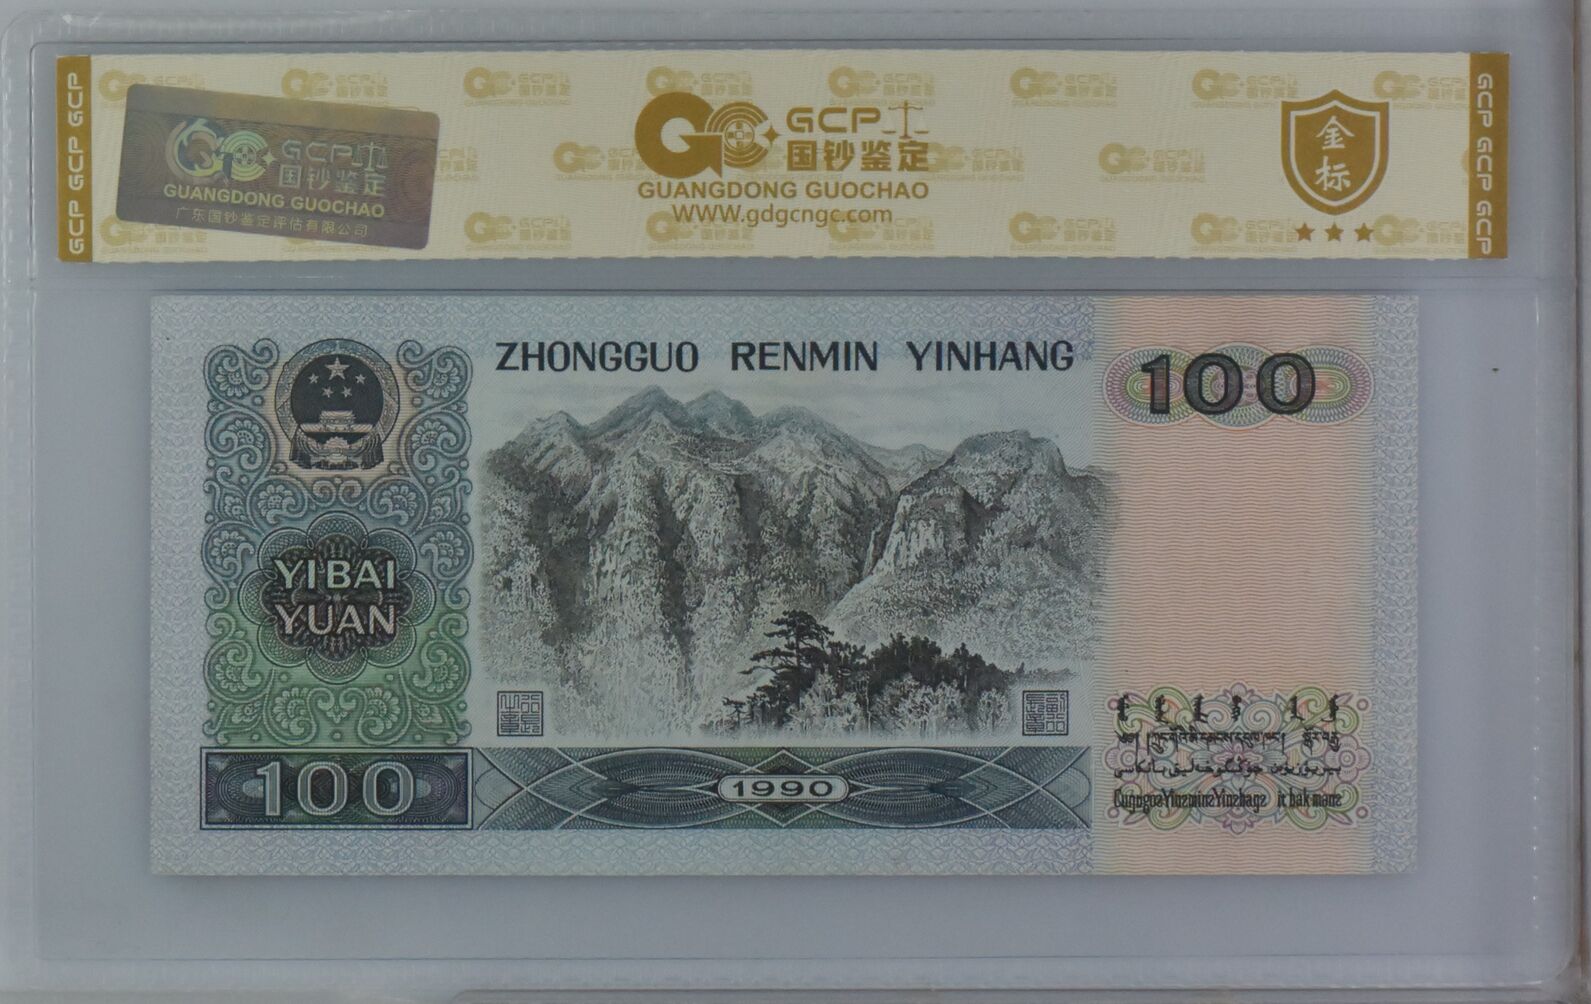 GCP GCP GCP
GCP
国钞鉴定
GUANGDONG GUOCHAO
广东国钞鉴定评估有限公司
GCP
国钞鉴定
GUANGDONG GUOCHAO
WWW.gdgcngc.com
金
标
GCP GCP GCP
ZHONGGUO RENMIN YINHANG
100
YI BAI
YUAN
100
1990